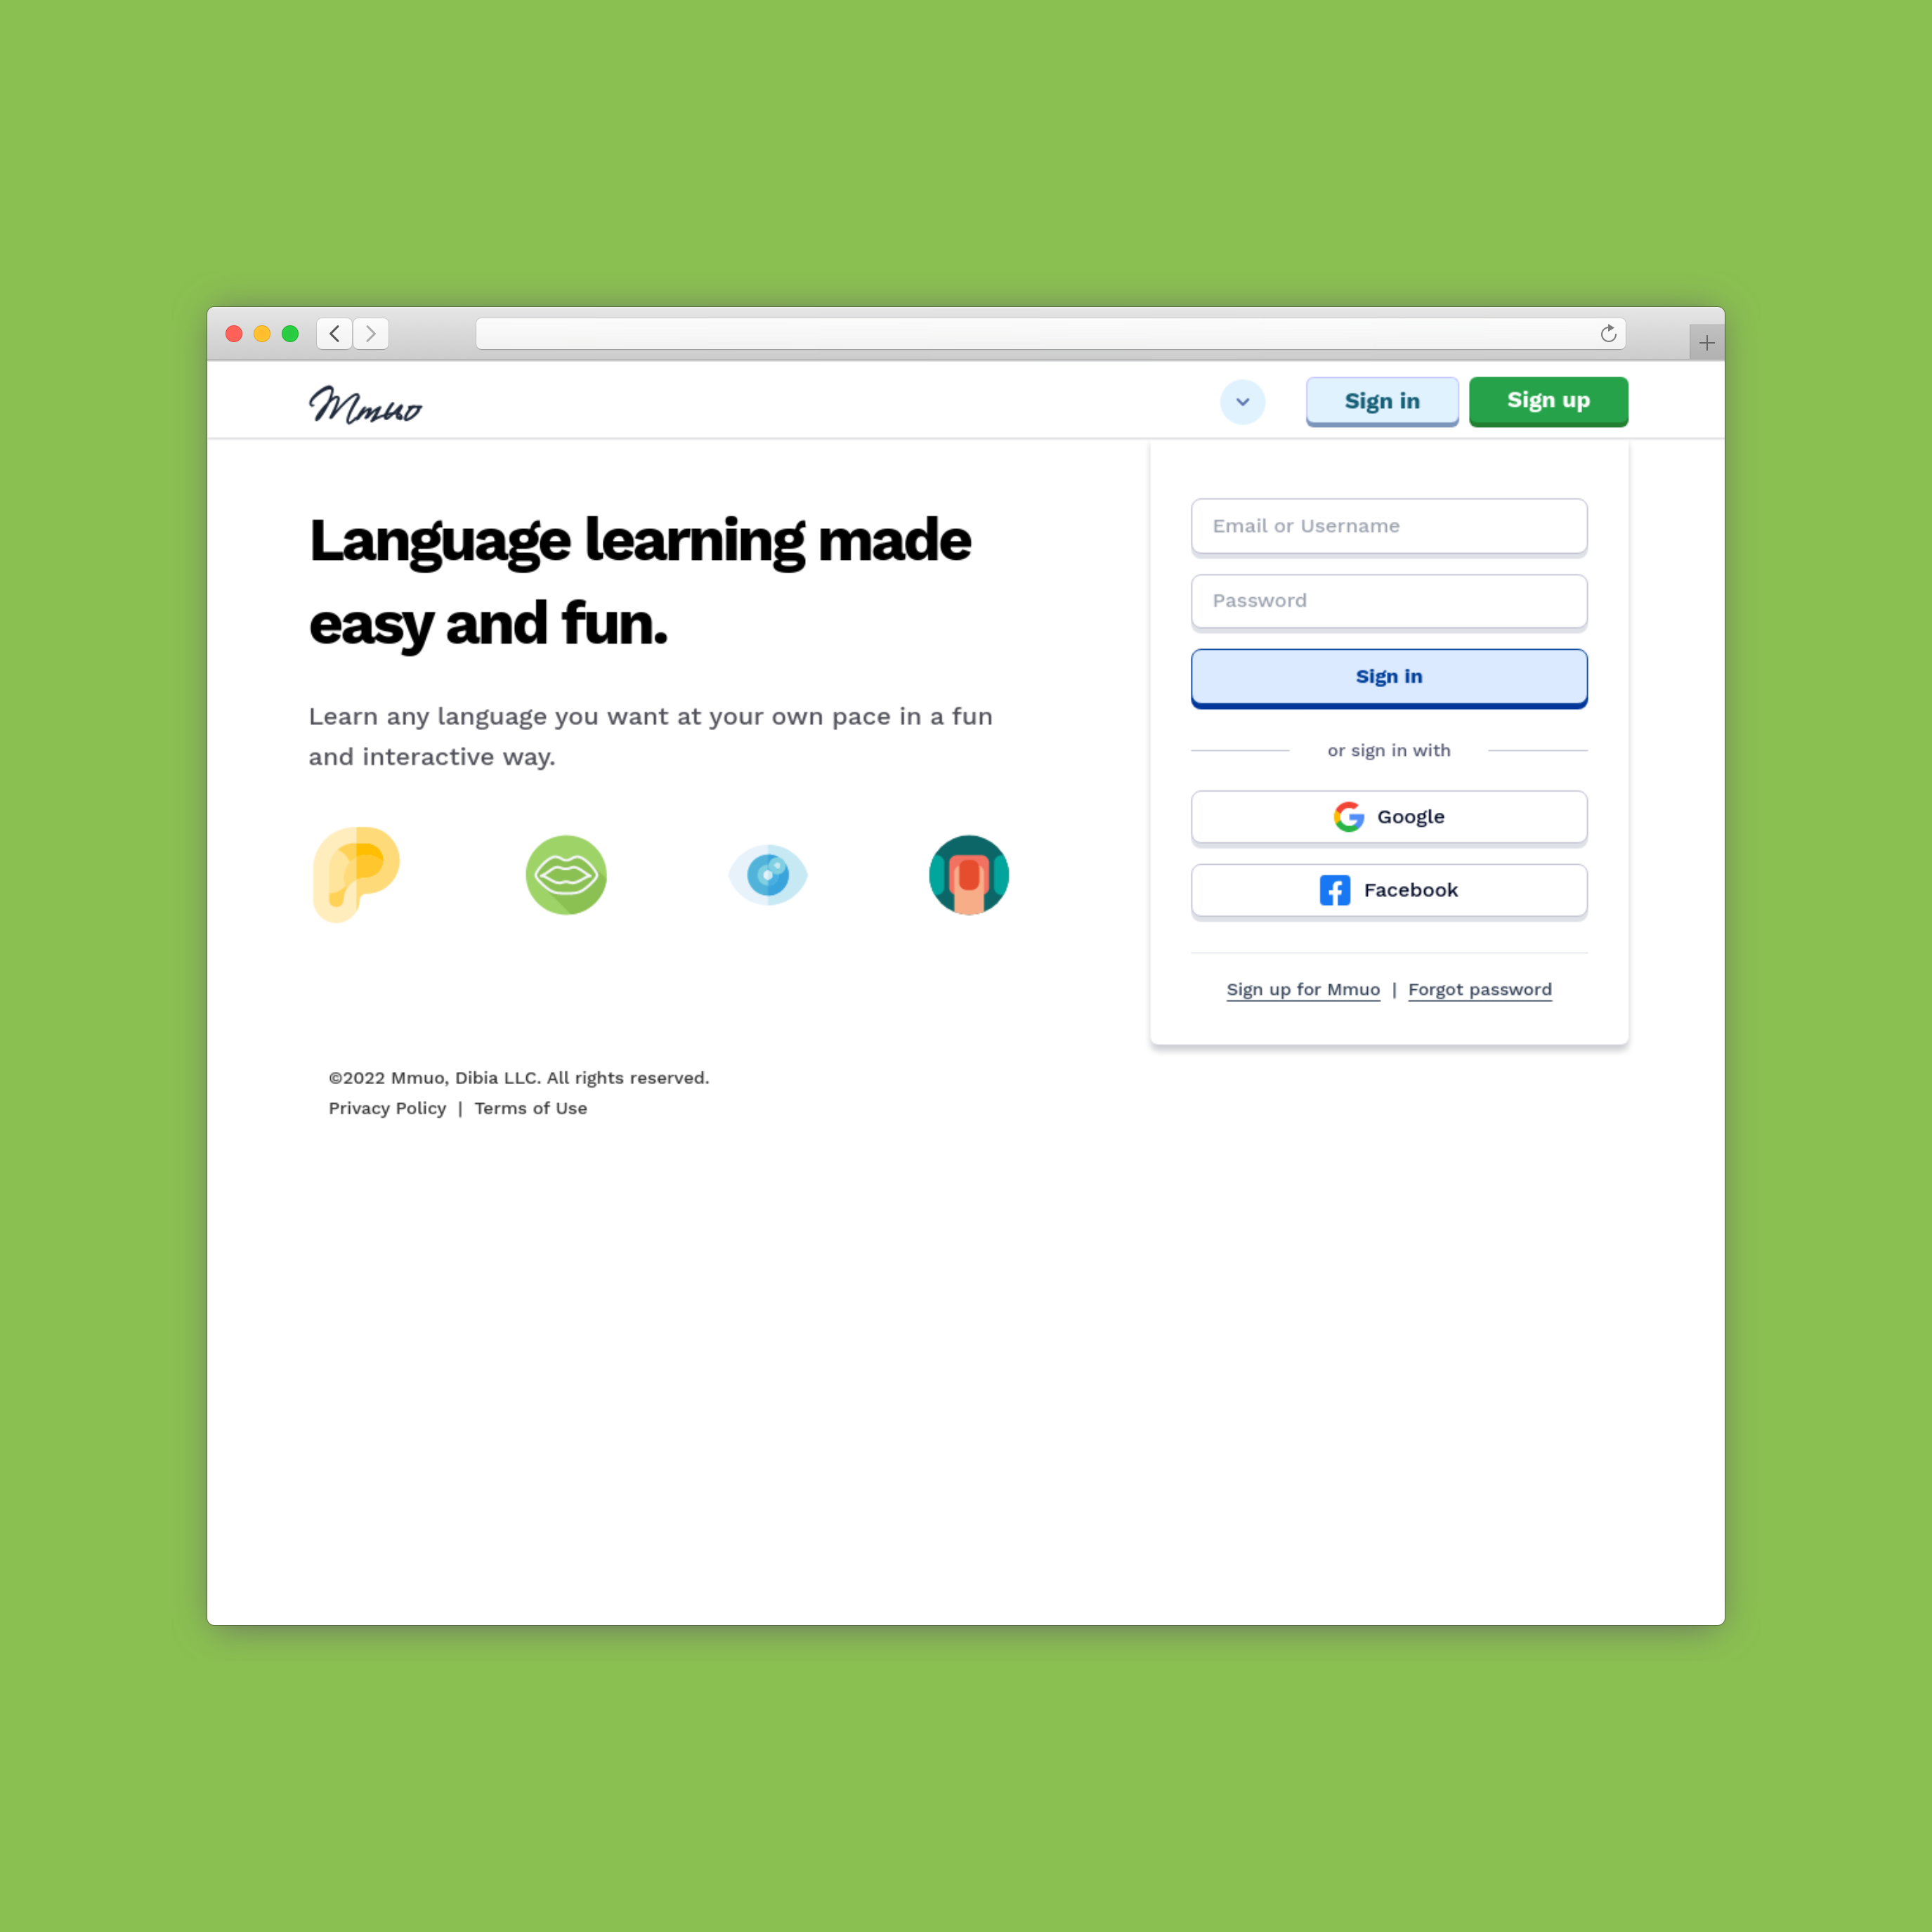 Mmuo
Sign in
Sign up
Language learning made
easy and fun.
Learn any language you want at your own pace in a fun
and interactive way.
Email or Username
Password
Sign in
or sign in with
Google
Facebook
Sign up for Mmuo | Forgot password
©2022 Mmuo, Dibia LLC. All rights reserved.
Privacy Policy | Terms of Use